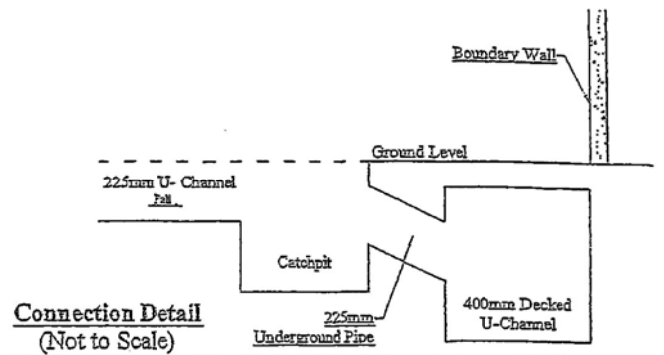 Boundary Wall
Ground Level
225mm U- Channel
Fall
Catchpit
Connection Detail
(Not to Scale)
225mm
Underground Pipe
400mm Decked
U-Channel